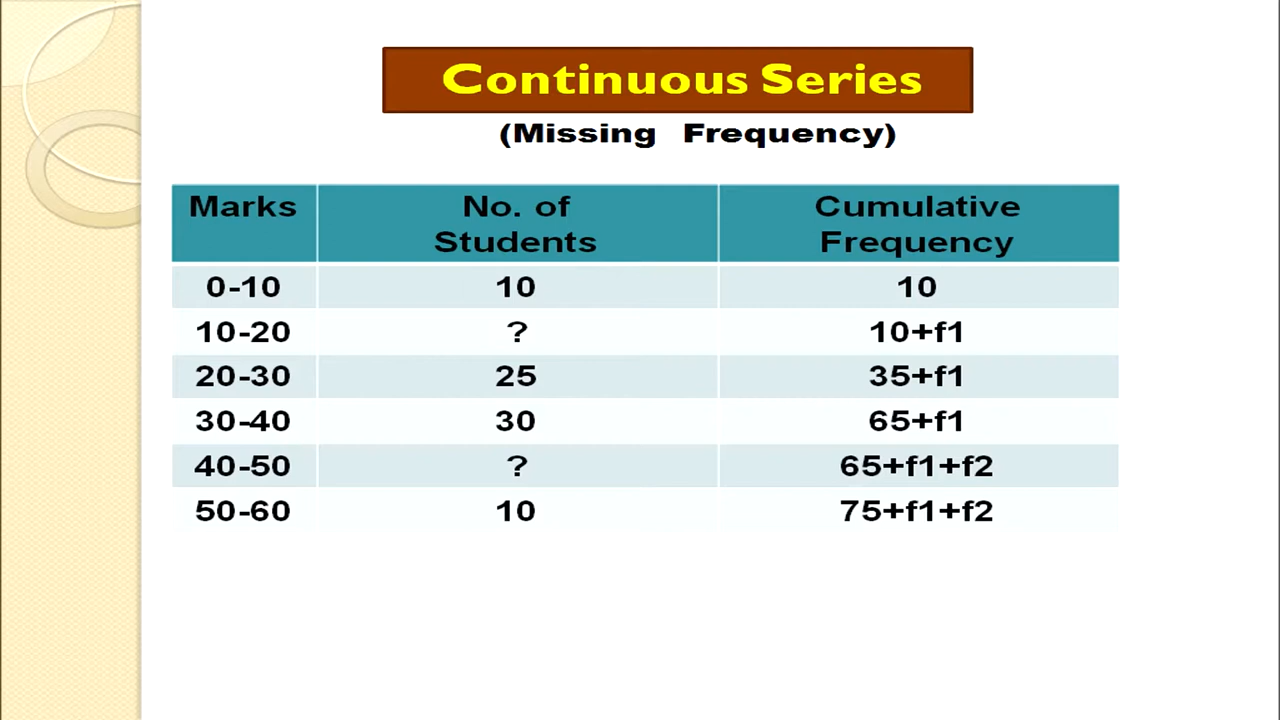 Continuous Series
(Missing Frequency)
Marks No. of Students Cumulative Frequency
0-10 10 10
10-20 ? 10+f1
20-30 25 35+f1
30-40 30 65+f1
40-50 ? 65+f1+f2
50-60 10 75+f1+f2